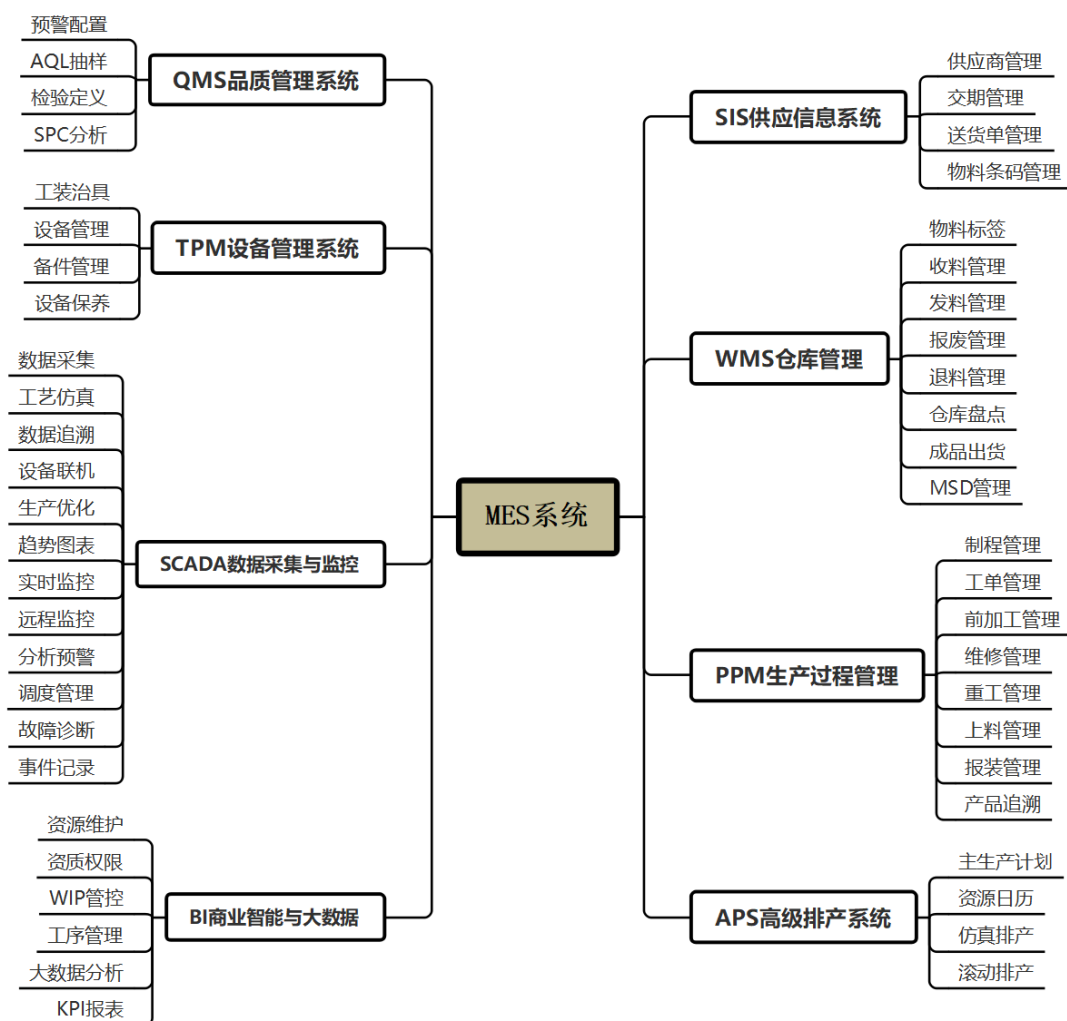 MES系统
QMS品质管理系统
预警配置
AQL抽样
检验定义
SPC分析
TPM设备管理系统
工装治具
设备管理
备件管理
设备保养
SCADA数据采集与监控
数据采集
工艺仿真
数据追溯
设备联机
生产优化
趋势图表
实时监控
远程监控
分析预警
调度管理
故障诊断
事件记录
BI商业智能与大数据
资源维护
资质权限
WIP管控
工序管理
大数据分析
KPI报表
SIS供应信息系统
供应商管理
交期管理
送货单管理
物料条码管理
WMS仓库管理
物料标签
收料管理
发料管理
报废管理
退料管理
仓库盘点
成品出货
MSD管理
PPM生产过程管理
制程管理
工单管理
前加工管理
维修管理
重工管理
上料管理
报装管理
产品追溯
APS高级排产系统
主生产计划
资源日历
仿真排产
滚动排产